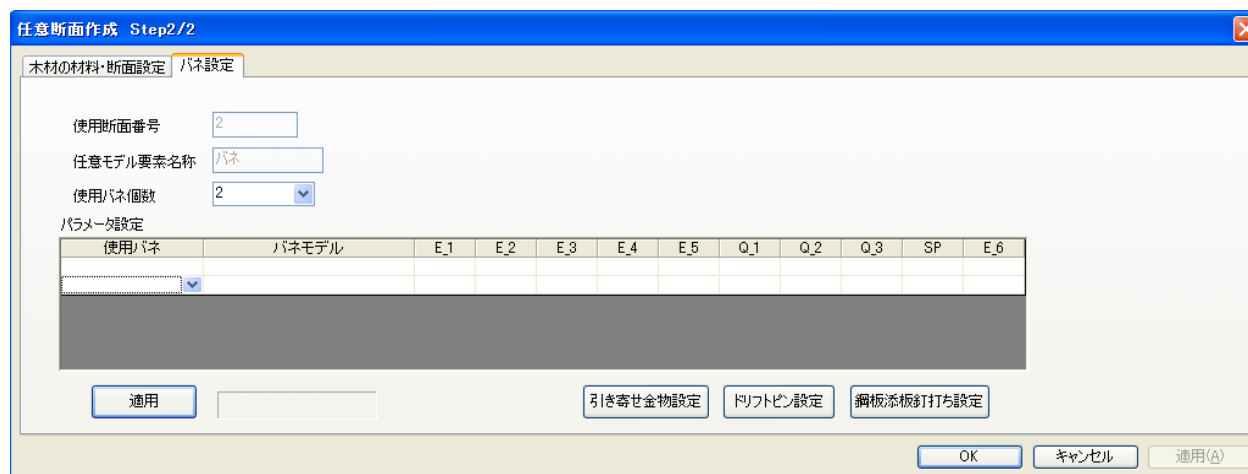 任意断面作成 Step2/2
木材の材料・断面設定 バネ設定
使用断面番号 2
任意モデル要素名称 バネ
使用バネ個数 2
パラメータ設定
使用バネ バネモデル E_1 E_2 E_3 E_4 E_5 Q_1 Q_2 Q_3 SP E_6
適用 引き寄せ金物設定 ドリフトピン設定 鋼板添板釘打ち設定
OK キャンセル 適用(A)